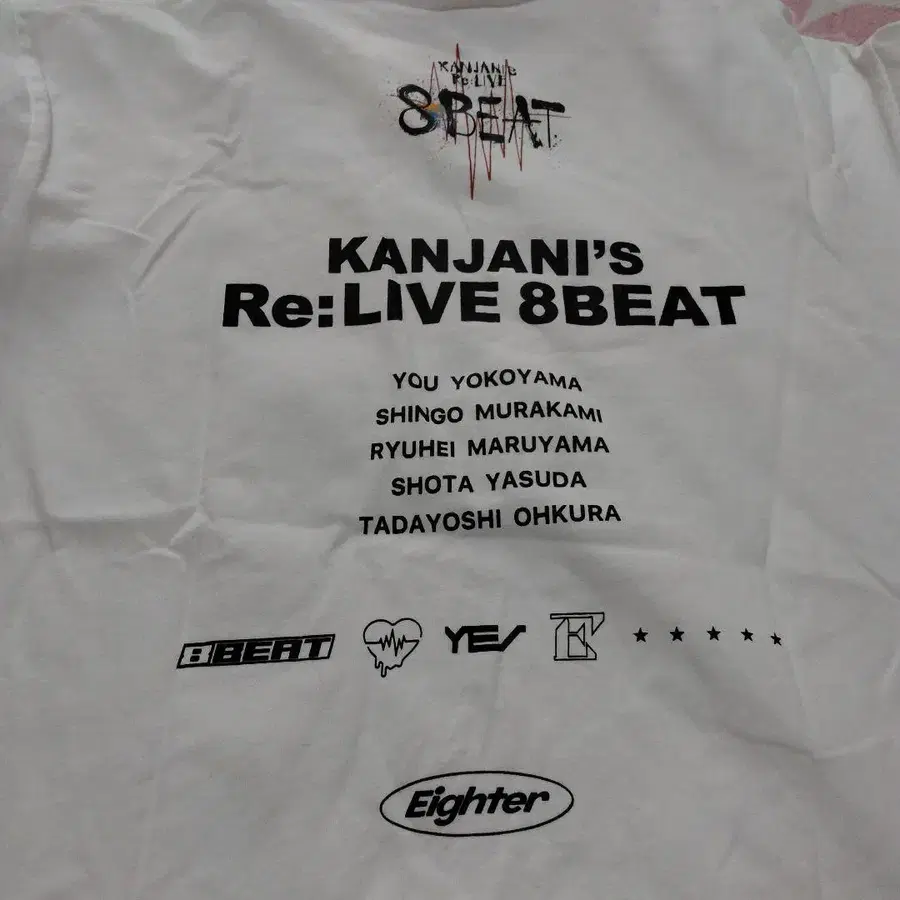 KANJANI'S
Re:LIVE
8BEAT
KANJANI'S
Re:LIVE 8BEAT
YOU YOKOYAMA
SHINGO MURAKAMI
RYUHEI MARUYAMA
SHOTA YASUDA
TADAYOSHI OHKURA
8BEAT YES E ★ ★ ★ ★ ★
Eighter